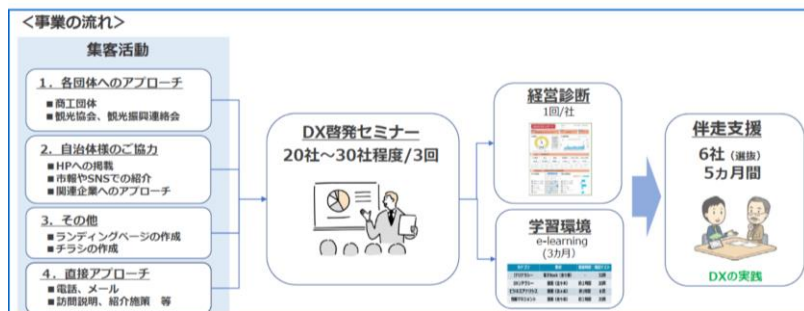 ＜事業の流れ＞
集客活動
１．各団体へのアプローチ
■商工団体
■観光協会、観光振興連絡会
２．自治体様のご協力
■HPへの掲載
■市報やSNSでの紹介
■関連企業へのアプローチ
３．その他
■ランディングページの作成
■チラシの作成
４．直接アプローチ
■電話、メール
■訪問説明、紹介施策 等
DX啓発セミナー
20社～30社程度/3回
経営診断
1回/社
学習環境
e-learning
(3カ月)
伴走支援
6社（選抜）
5カ月間
DXの実践